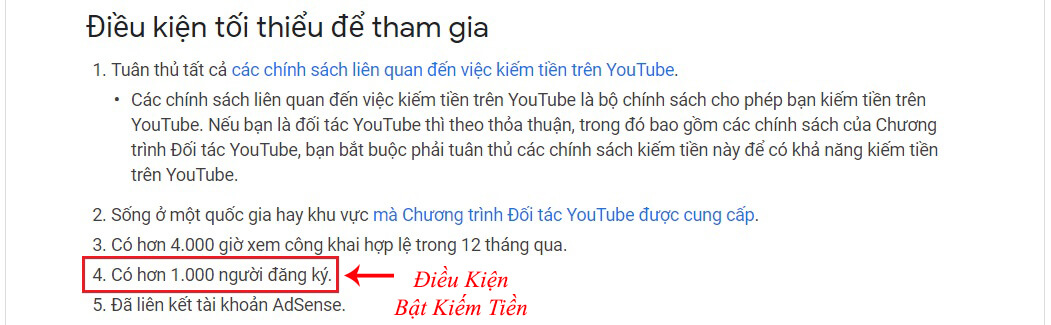 Điều kiện tối thiểu để tham gia
1. Tuân thủ tất cả các chính sách liên quan đến việc kiếm tiền trên YouTube.
• Các chính sách liên quan đến việc kiếm tiền trên YouTube là bộ chính sách cho phép bạn kiếm tiền trên
YouTube. Nếu bạn là đối tác YouTube thì theo thỏa thuận, trong đó bao gồm các chính sách của Chương
trình Đối tác YouTube, bạn bắt buộc phải tuân thủ các chính sách kiếm tiền này để có khả năng kiếm tiền
trên YouTube.
2. Sống ở một quốc gia hay khu vực mà Chương trình Đối tác YouTube được cung cấp.
3. Có hơn 4.000 giờ xem công khai hợp lệ trong 12 tháng qua.
4. Có hơn 1.000 người đăng ký.
Điều Kiện
Bật Kiếm Tiền
5. Đã liên kết tài khoản AdSense.